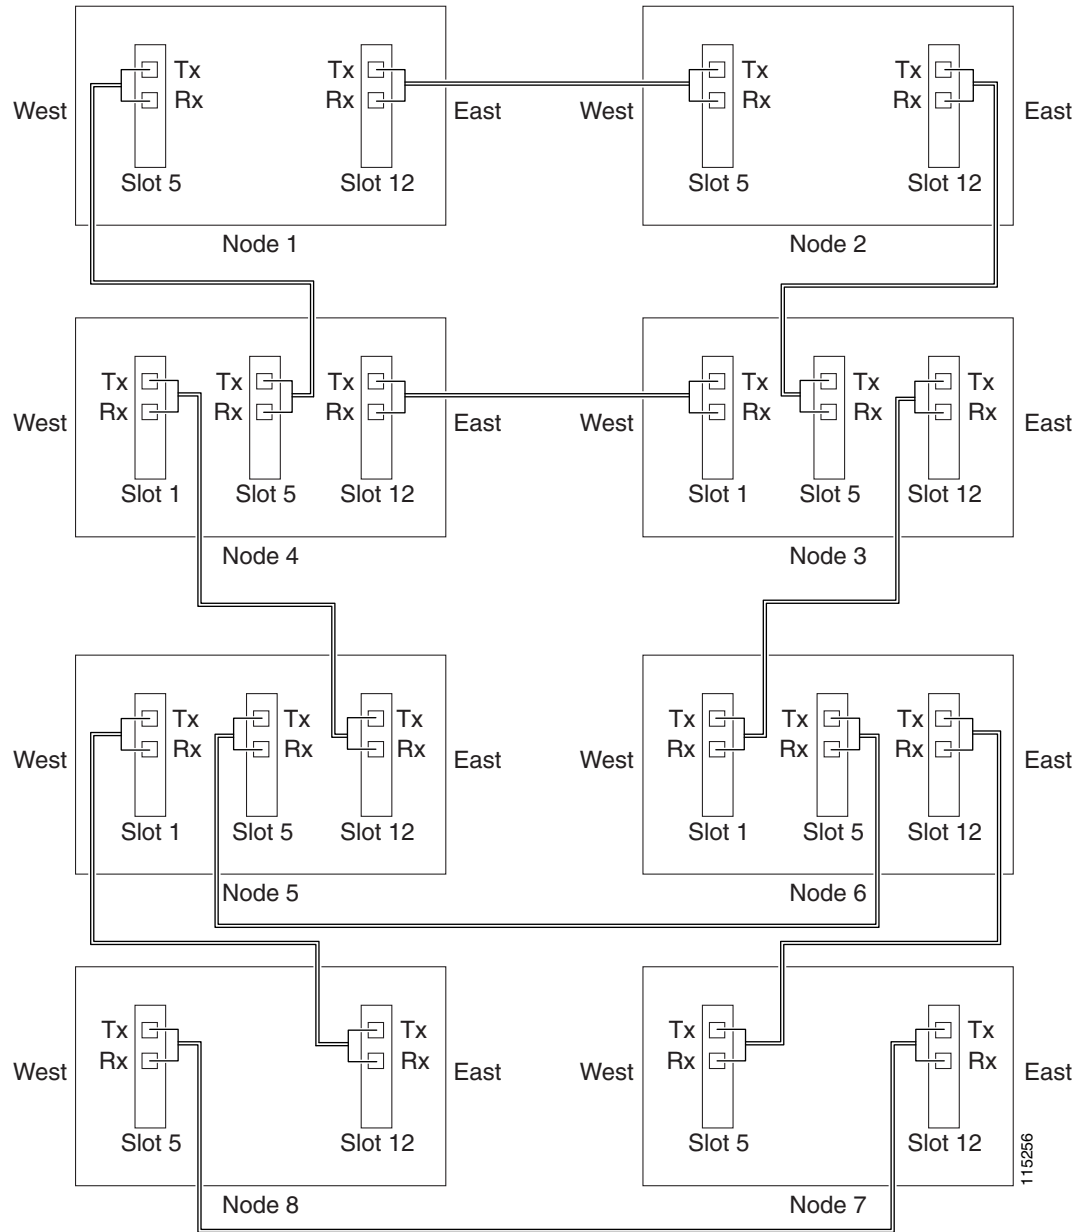 Tx Tx Tx Tx
Rx Rx Rx Rx
West East West East
Slot 5 Slot 12 Slot 5 Slot 12
Node 1 Node 2
Tx Tx Tx Tx Tx Tx
Rx Rx Rx Rx Rx Rx
West East West East
Slot 1 Slot 5 Slot 12 Slot 1 Slot 5 Slot 12
Node 4 Node 3
Tx Tx Tx Tx Tx Tx
Rx Rx Rx Rx Rx Rx
West East West East
Slot 1 Slot 5 Slot 12 Slot 1 Slot 5 Slot 12
Node 5 Node 6
Tx Tx Tx Tx
Rx Rx Rx Rx
West East West East
Slot 5 Slot 12 Slot 5 Slot 12
Node 8 Node 7
115256